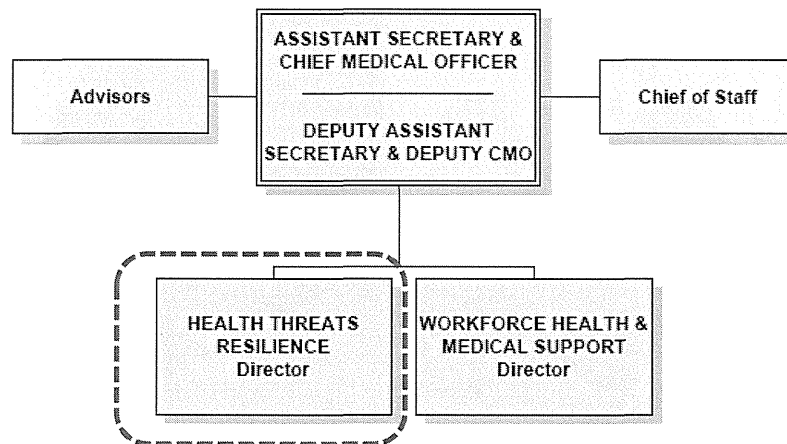 ASSISTANT SECRETARY &
CHIEF MEDICAL OFFICER
DEPUTY ASSISTANT
SECRETARY & DEPUTY CMO
Advisors
Chief of Staff
HEALTH THREATS
RESILIENCE
Director
WORKFORCE HEALTH &
MEDICAL SUPPORT
Director